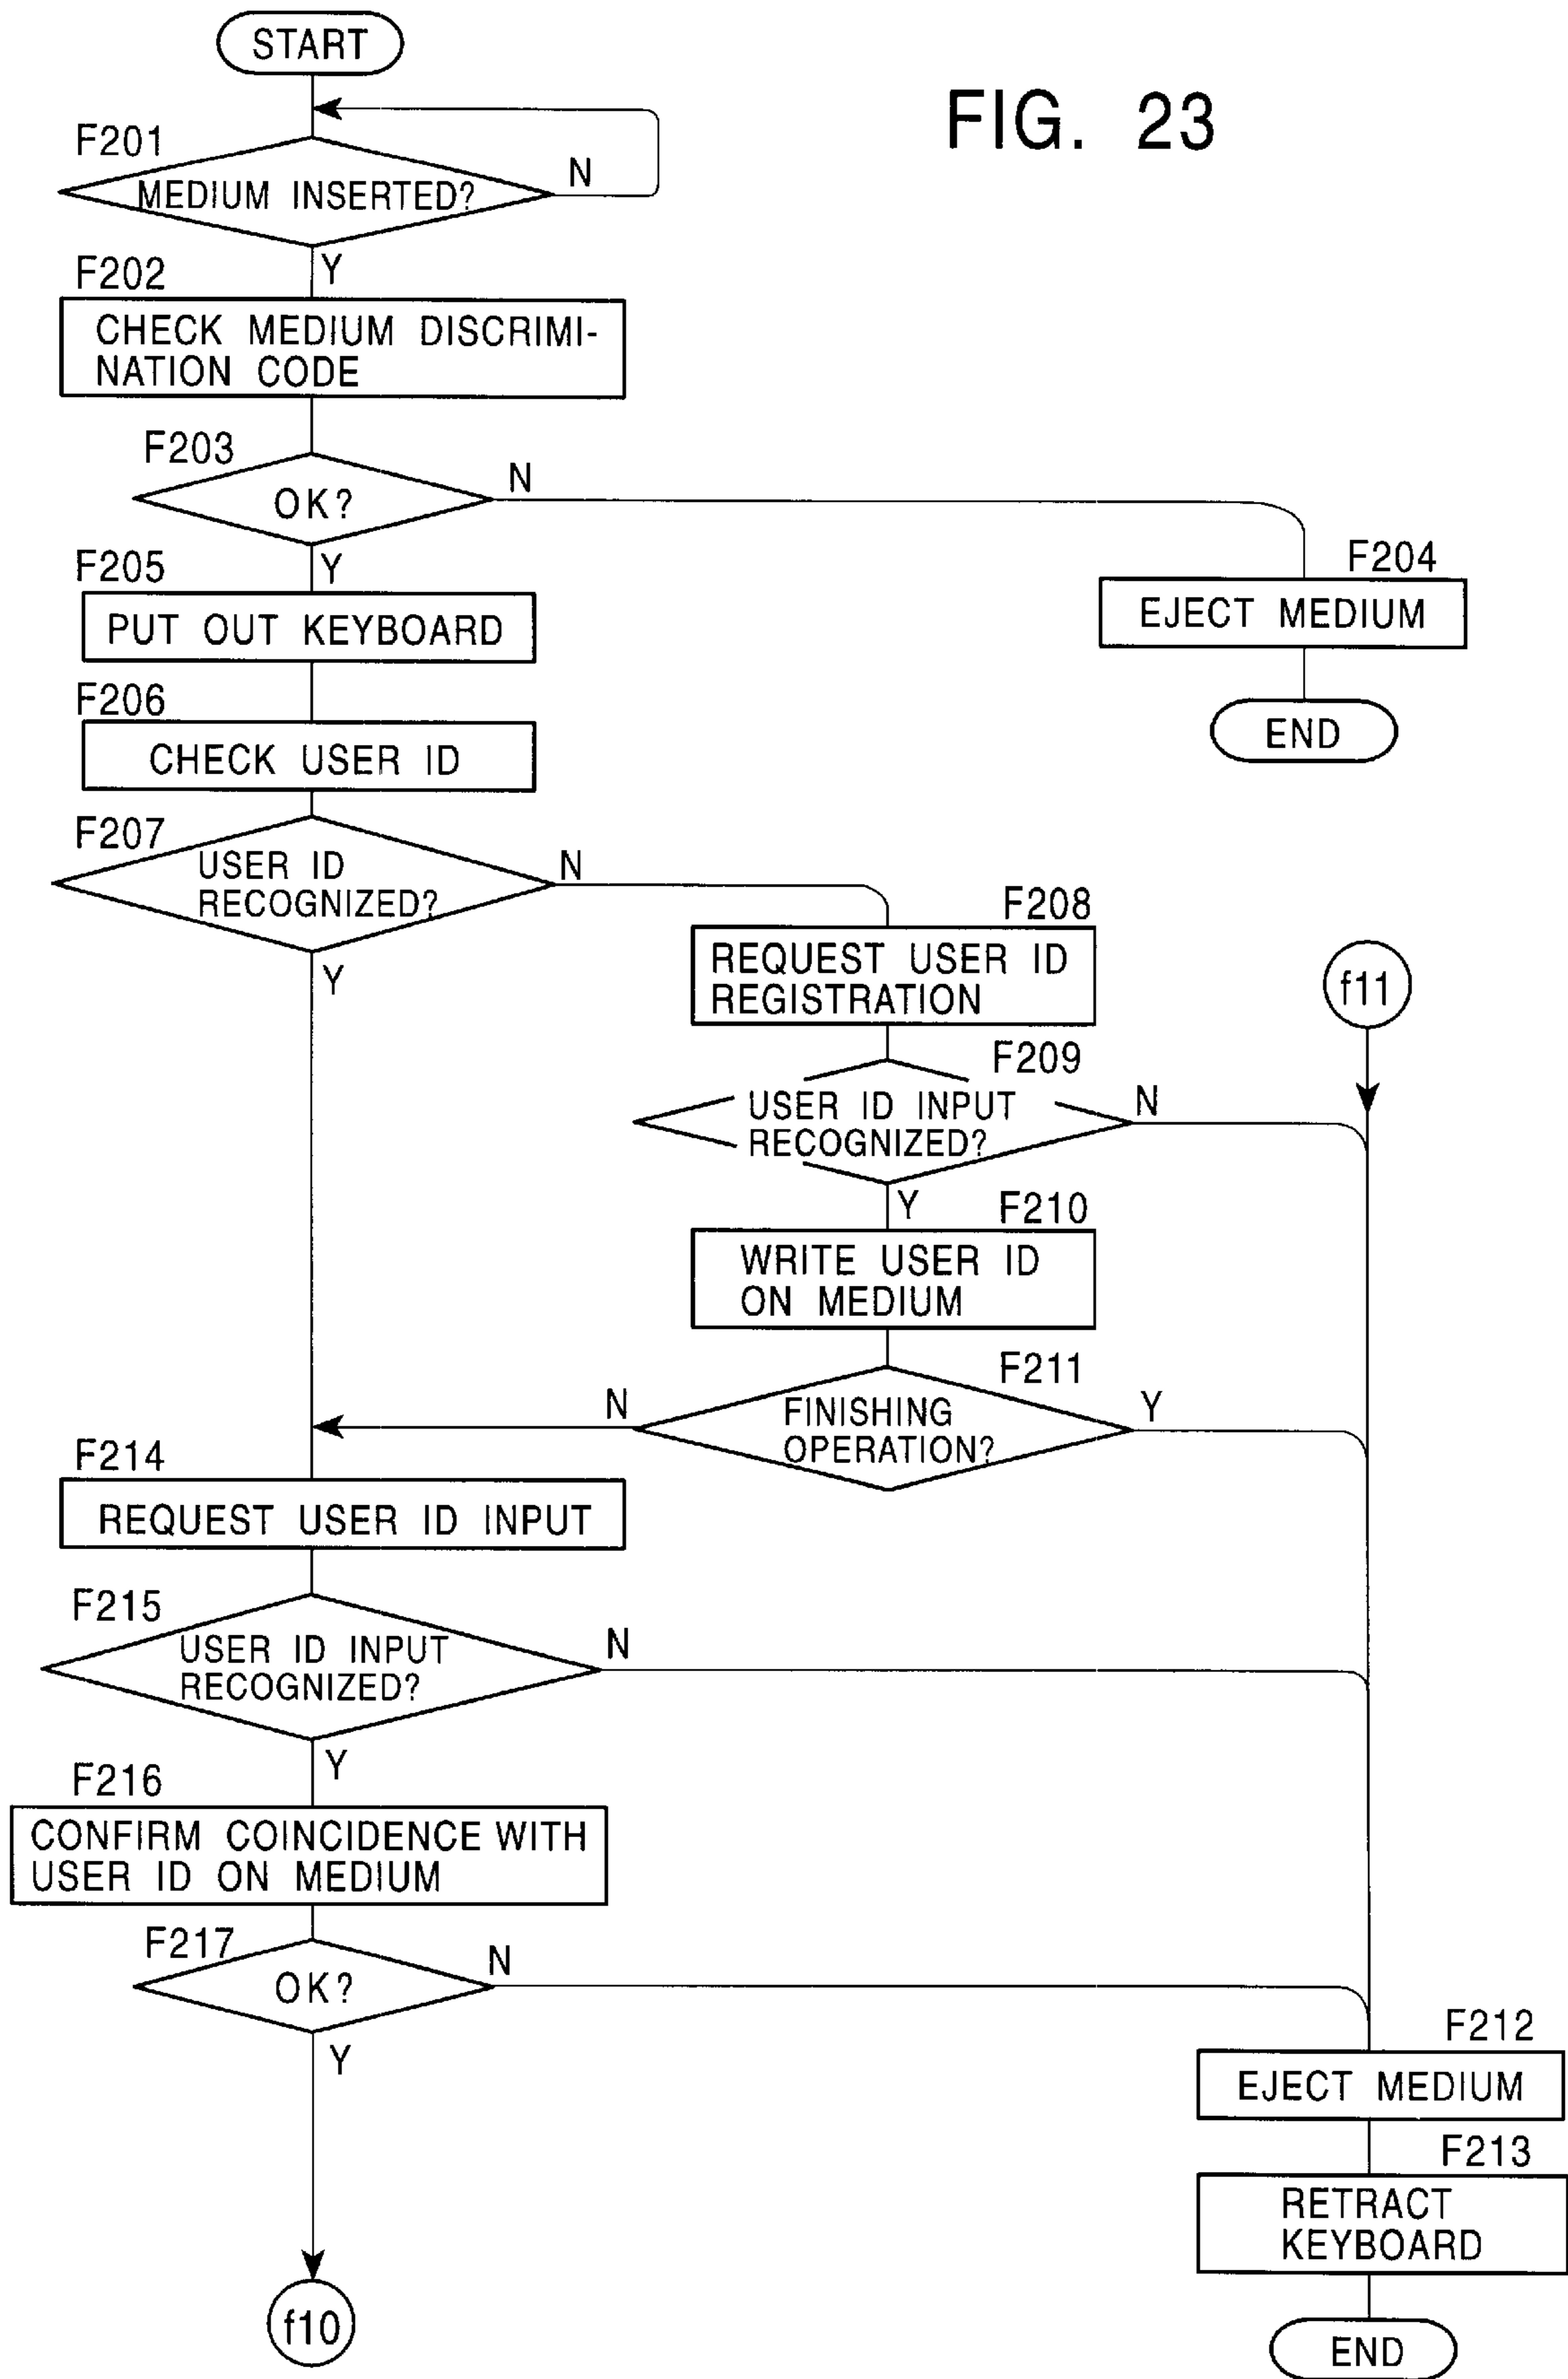 START
FIG. 23
F201
MEDIUM INSERTED?
N
Y
F202
CHECK MEDIUM DISCRIMI-
NATION CODE
F203
OK?
N
Y
F204
EJECT MEDIUM
END
F205
PUT OUT KEYBOARD
F206
CHECK USER ID
F207
USER ID
RECOGNIZED?
N
Y
F208
REQUEST USER ID
REGISTRATION
f11
F209
USER ID INPUT
RECOGNIZED?
N
Y
F210
WRITE USER ID
ON MEDIUM
F211
FINISHING
OPERATION?
N
Y
F214
REQUEST USER ID INPUT
F215
USER ID INPUT
RECOGNIZED?
N
Y
F216
CONFIRM COINCIDENCE WITH
USER ID ON MEDIUM
F217
OK?
N
Y
F212
EJECT MEDIUM
F213
RETRACT
KEYBOARD
f10
END